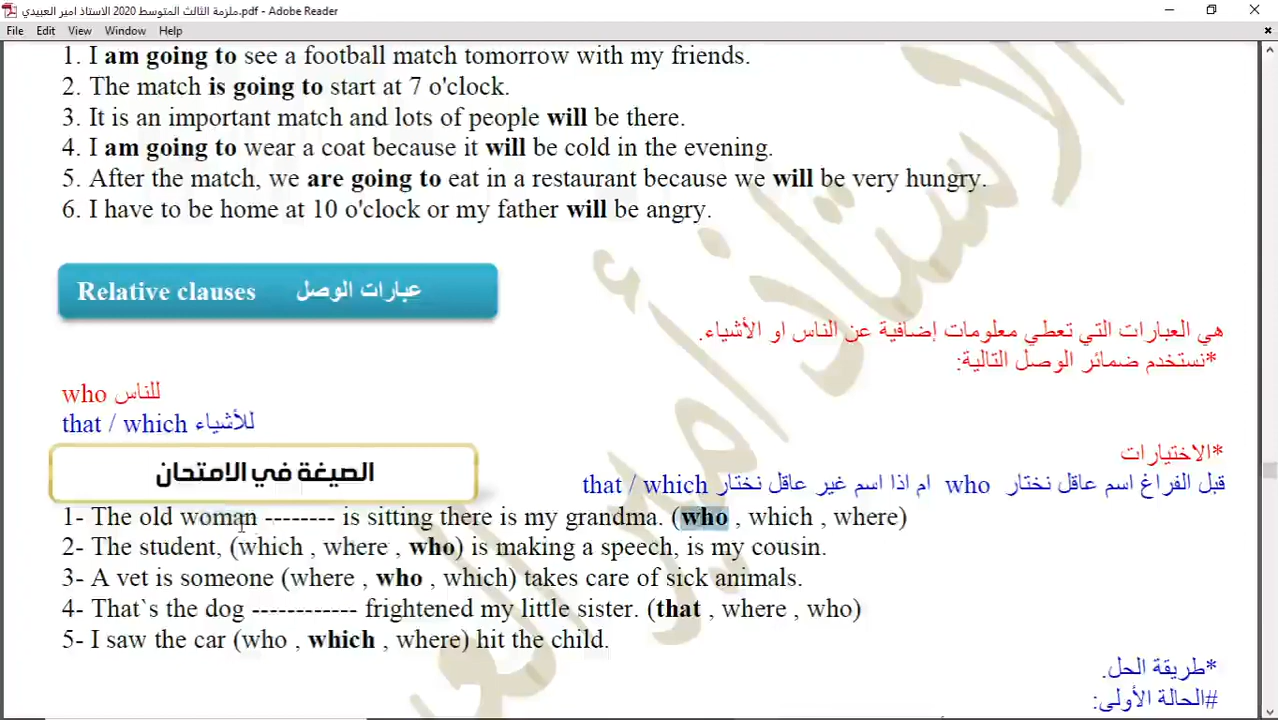 ملزمة الثالث المتوسط 2020 الاستاذ امير العبيدي.pdf - Adobe Reader
File Edit View Window Help
1. I am going to see a football match tomorrow with my friends.
2. The match is going to start at 7 o'clock.
3. It is an important match and lots of people will be there.
4. I am going to wear a coat because it will be cold in the evening.
5. After the match, we are going to eat in a restaurant because we will be very hungry.
6. I have to be home at 10 o'clock or my father will be angry.
Relative clauses عبارات الوصل
هي العبارات التي تعطي معلومات إضافية عن الناس او الأشياء.
*نستخدم ضمائر الوصل التالية:
who للناس
that / which للأشياء
*الاختيارات
الصيغة في الامتحان
قبل الفراغ اسم عاقل نختار who ام اذا اسم غير عاقل نختار that / which
1- The old woman --------- is sitting there is my grandma. (who , which , where)
2- The student, (which , where , who) is making a speech, is my cousin.
3- A vet is someone (where , who , which) takes care of sick animals.
4- That`s the dog ------------ frightened my little sister. (that , where , who)
5- I saw the car (who , which , where) hit the child.
*طريقة الحل.
#الحالة الأولى: